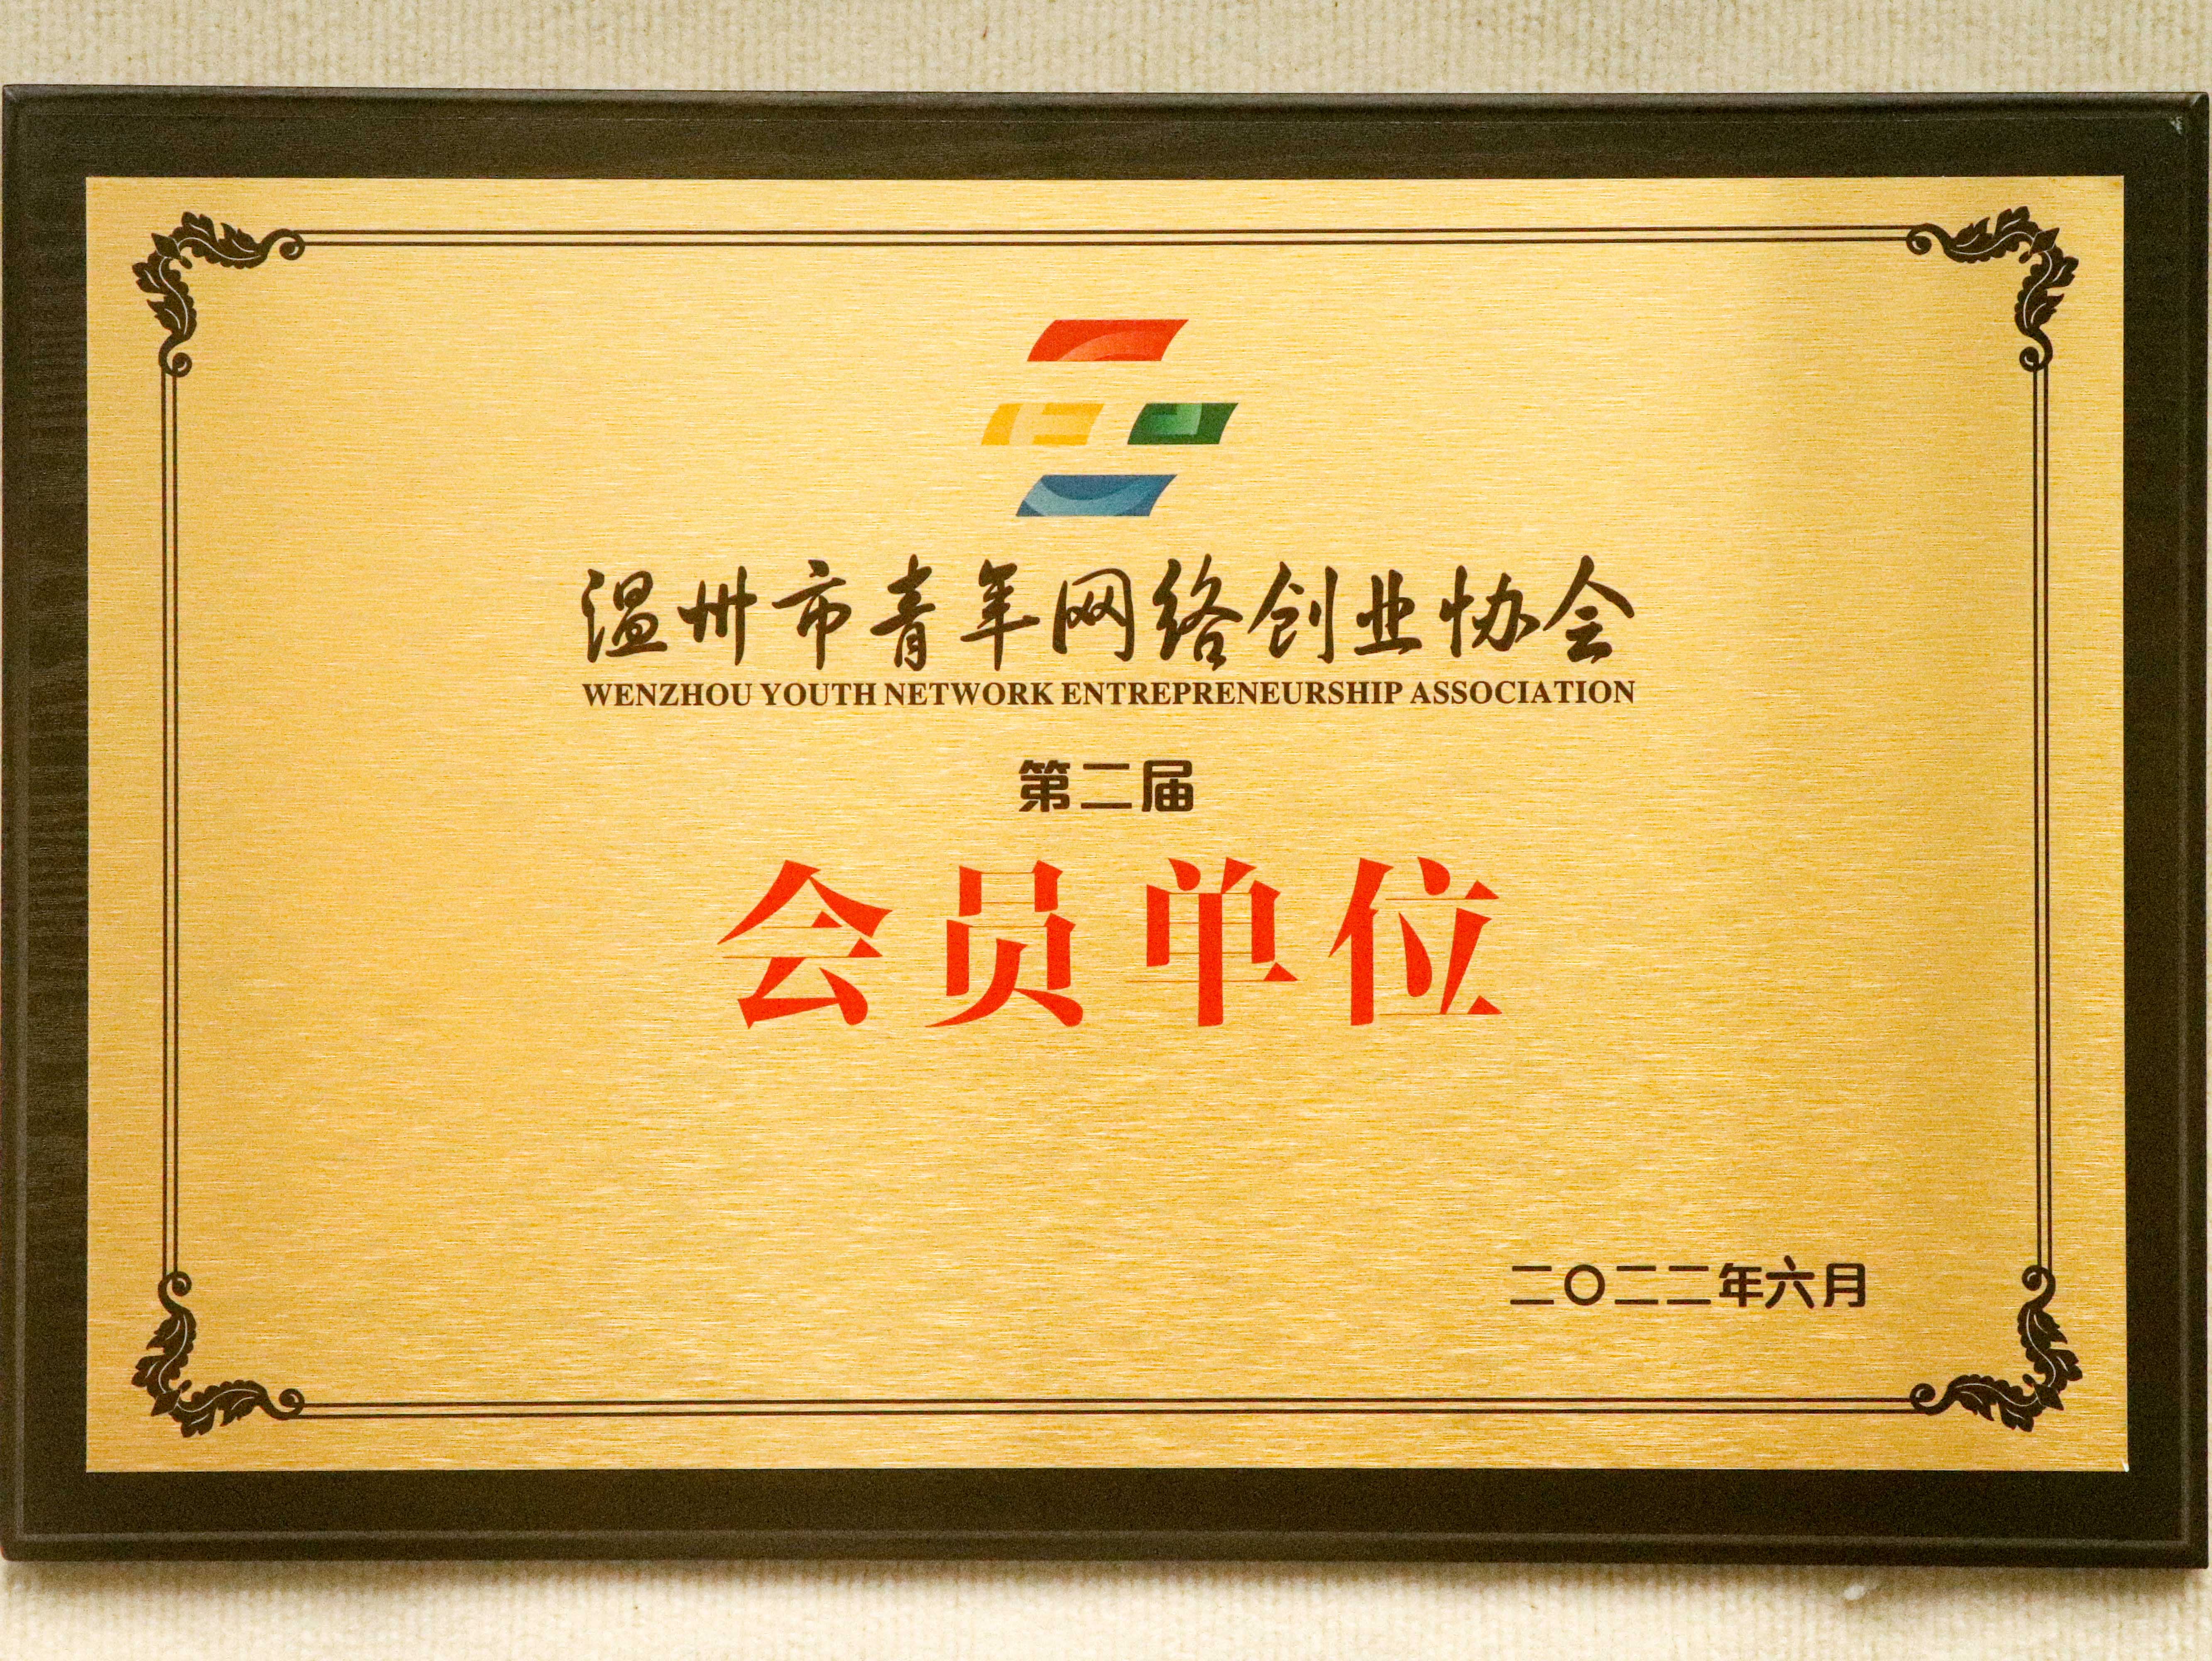 温州市青年网络创业协会
WENZHOU YOUTH NETWORK ENTREPRENEURSHIP ASSOCIATION
第二届
会员单位
二〇二二年六月